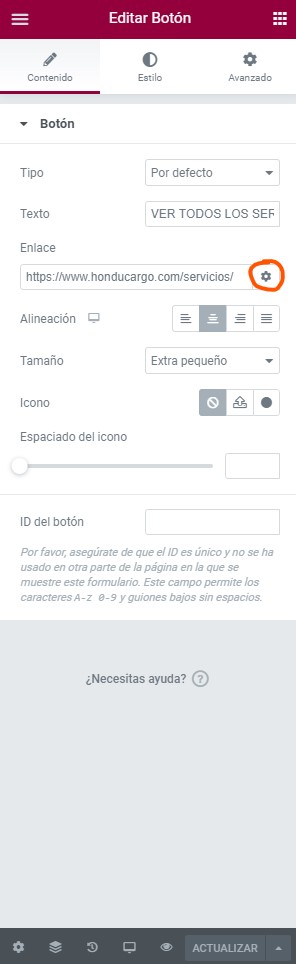 Editar Botón
Contenido Estilo Avanzado
Botón
Tipo Por defecto
Texto VER TODOS LOS SER
Enlace
https://www.honducargo.com/servicios/
Alineación
Tamaño Extra pequeño
Icono
Espaciado del icono
ID del botón
Por favor, asegúrate de que el ID es único y no se ha
usado en otra parte de la página en la que se
muestre este formulario. Este campo permite los
caracteres A-z 0-9 y guiones bajos sin espacios.
¿Necesitas ayuda? ?
ACTUALIZAR